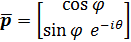 p̅ = [cos φ
sin φ e^{-iθ}]